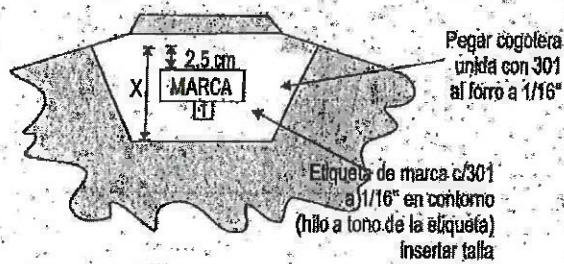 Pegar cogotera
unida con 301
al forro a 1/16"
2.5 cm
X
MARCA
T
Etiqueta de marca c/301
a 1/16" en contorno
(hilo a tono de la etiqueta)
insertar talla